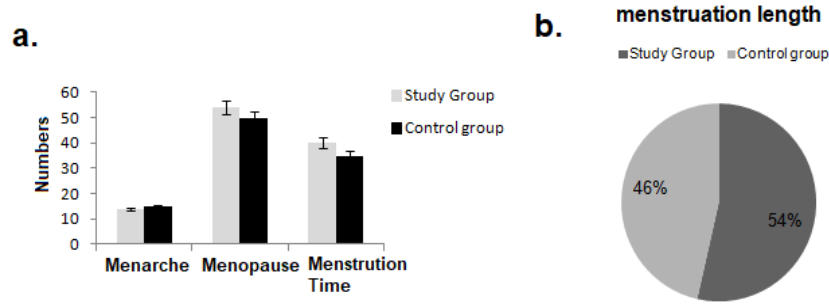 a.
60
50
40
30
20
10
0
Numbers
Menarche
Menopause
Menstrution
Time
Study Group
Control group
b.
menstruation length
Study Group Control group
46%
54%